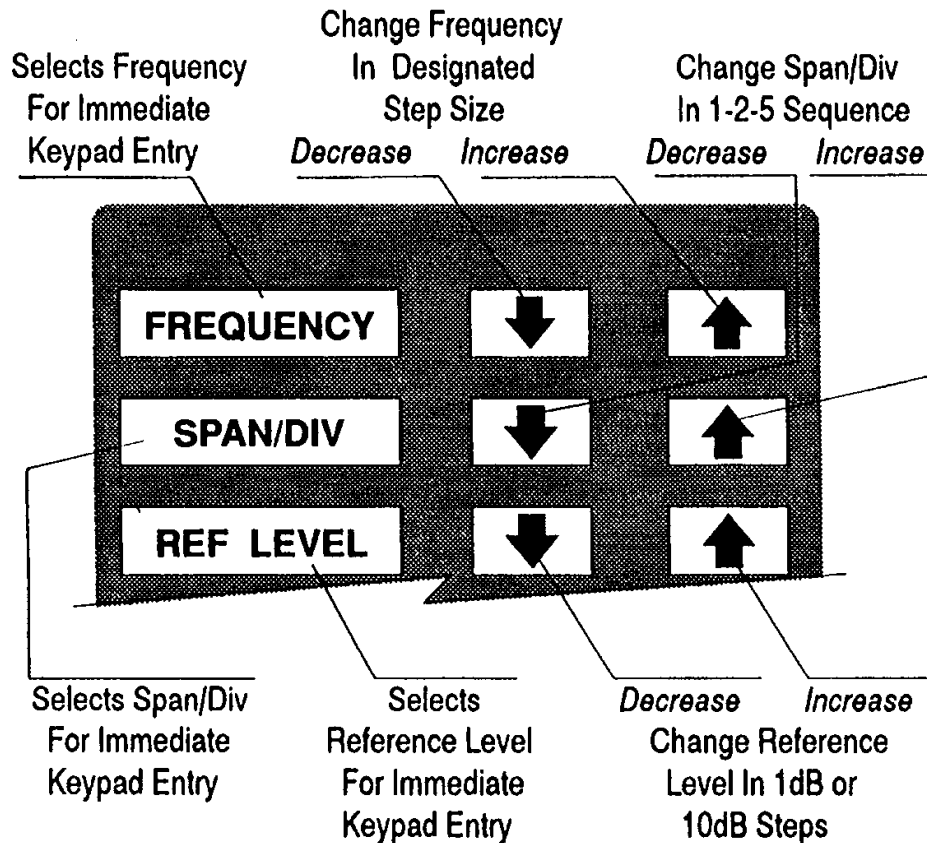 Selects Frequency
For Immediate
Keypad Entry
Change Frequency
In Designated
Step Size
Decrease Increase
Change Span/Div
In 1-2-5 Sequence
Decrease Increase
FREQUENCY
SPAN/DIV
REF LEVEL
Selects Span/Div
For Immediate
Keypad Entry
Selects
Reference Level
For Immediate
Keypad Entry
Decrease Increase
Change Reference
Level In 1dB or
10dB Steps